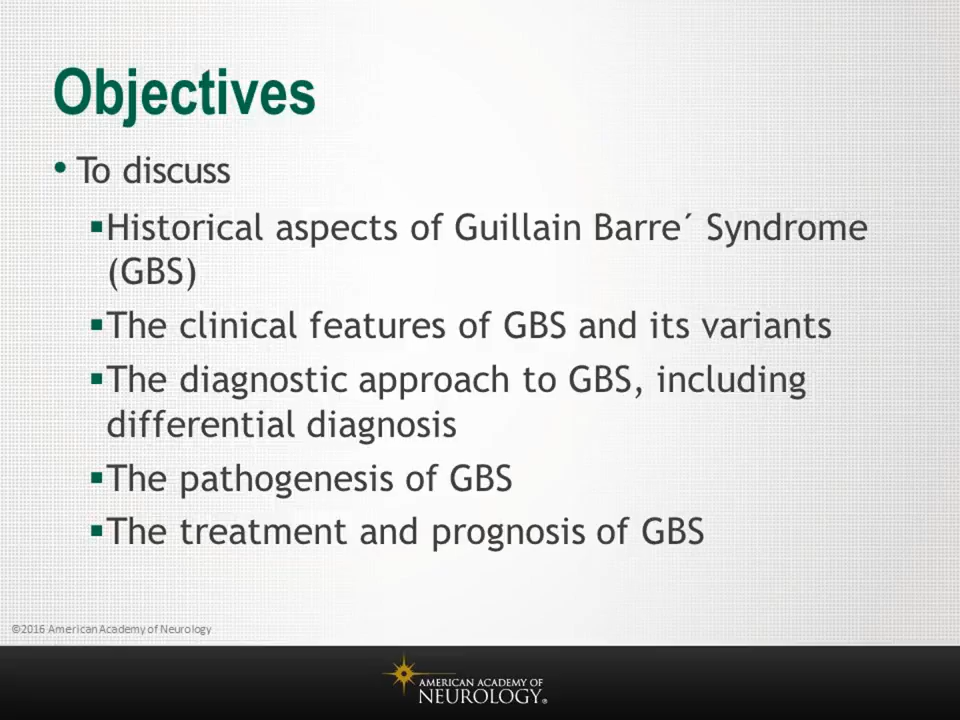 Objectives
• To discuss
▪Historical aspects of Guillain Barre´ Syndrome
(GBS)
▪The clinical features of GBS and its variants
▪The diagnostic approach to GBS, including
differential diagnosis
▪The pathogenesis of GBS
▪The treatment and prognosis of GBS
©2016 American Academy of Neurology
AMERICAN ACADEMY OF
NEUROLOGY®